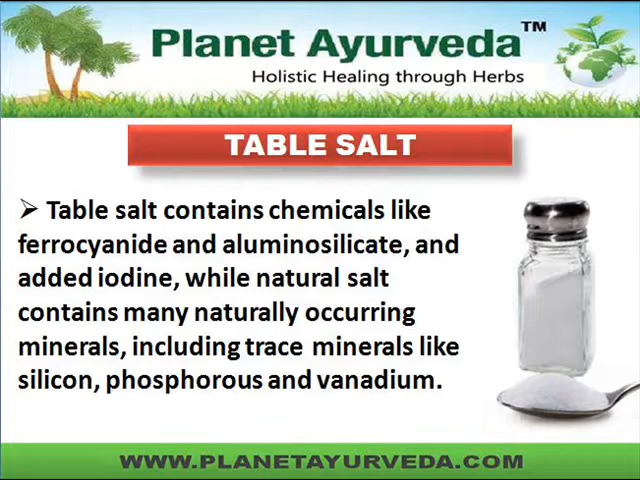 Planet Ayurveda™
Holistic Healing through Herbs
TABLE SALT
➢ Table salt contains chemicals like
ferrocyanide and aluminosilicate, and
added iodine, while natural salt
contains many naturally occurring
minerals, including trace minerals like
silicon, phosphorous and vanadium.
WWW.PLANETAYURVEDA.COM